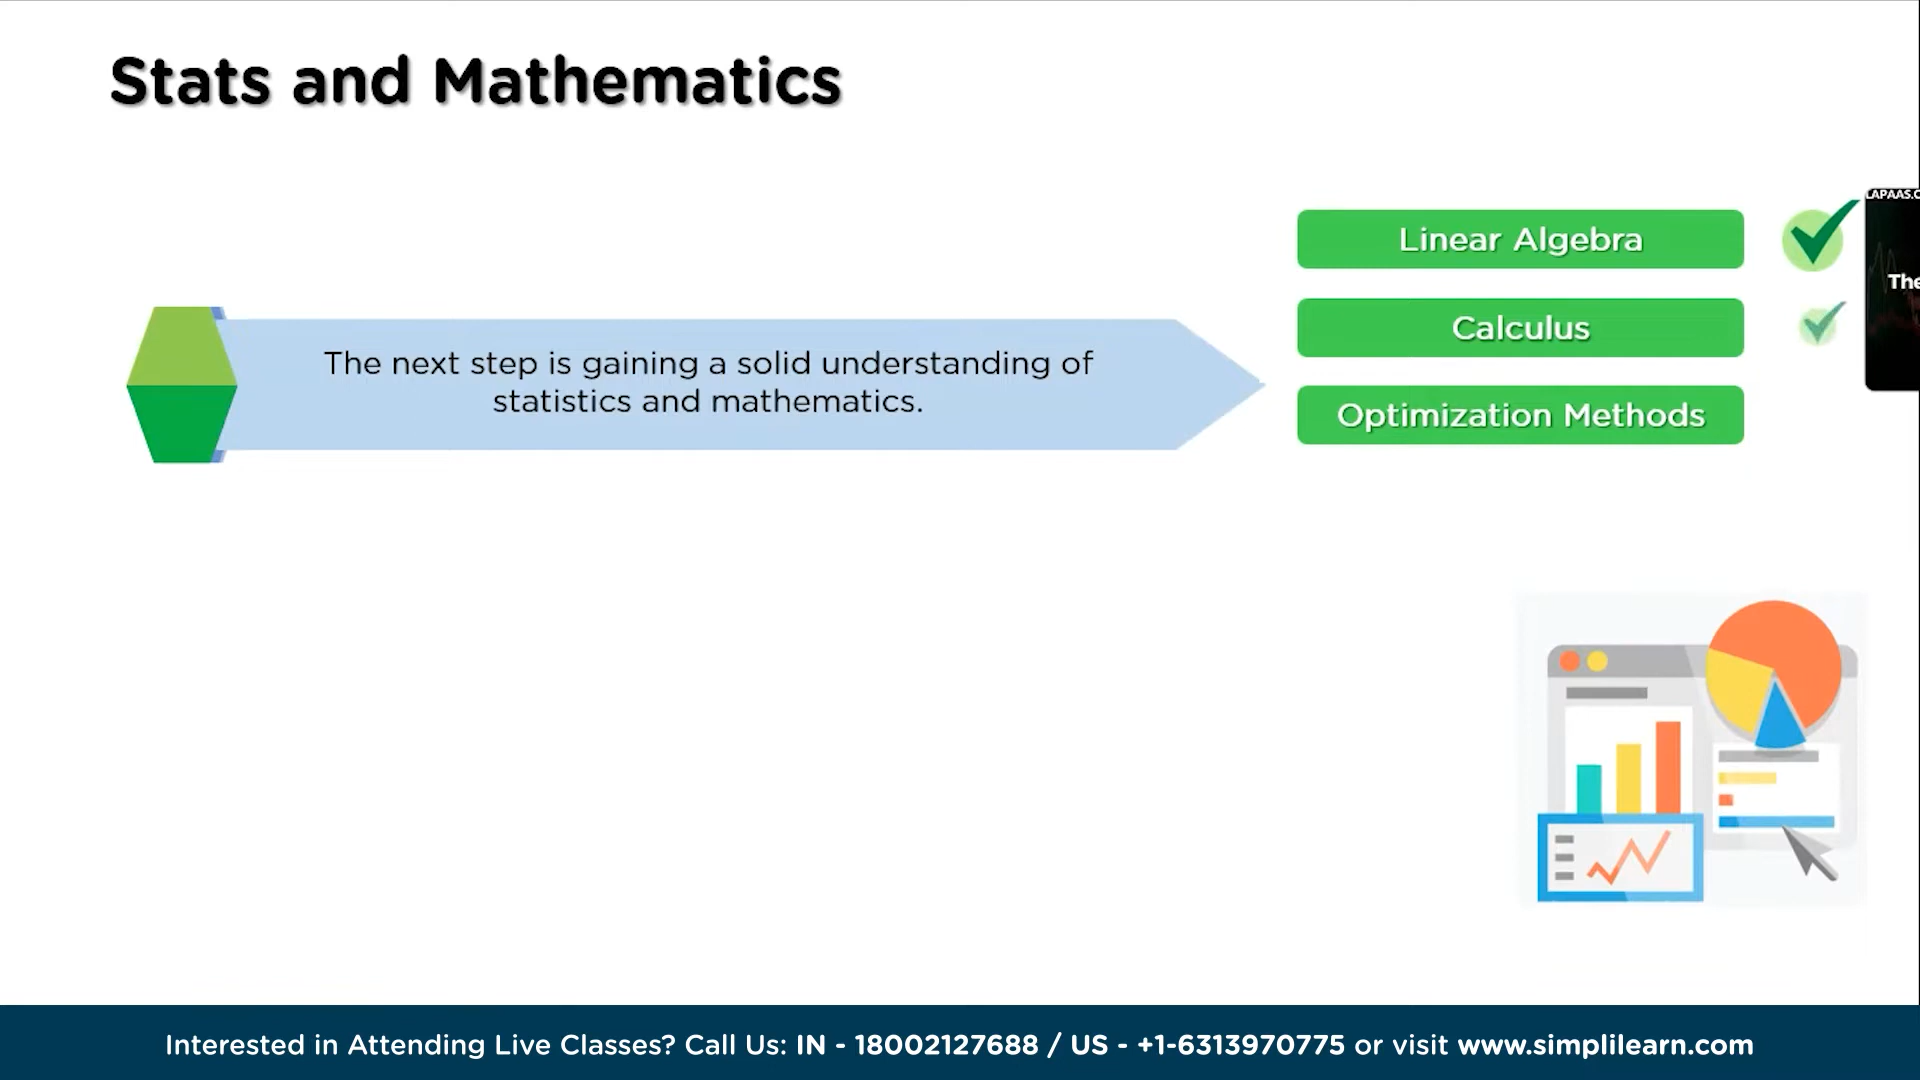 Stats and Mathematics
Linear Algebra
The next step is gaining a solid understanding of
statistics and mathematics.
Calculus
Optimization Methods
The
Interested in Attending Live Classes? Call Us: IN - 18002127688 / US - +1-6313970775 or visit www.simplilearn.com